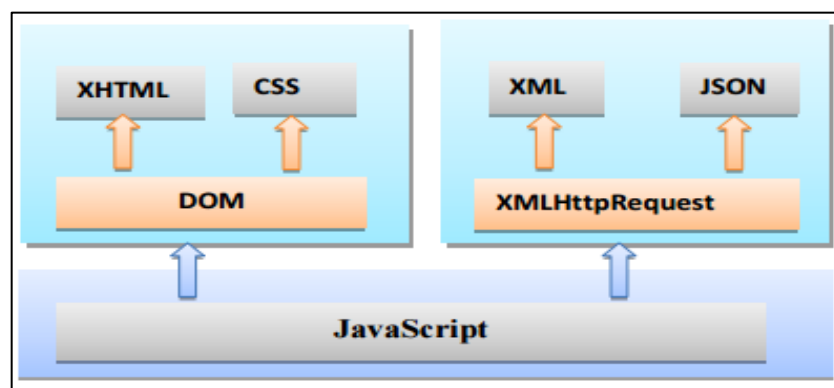 XHTML
CSS
XML
JSON
DOM
XMLHttpRequest
JavaScript